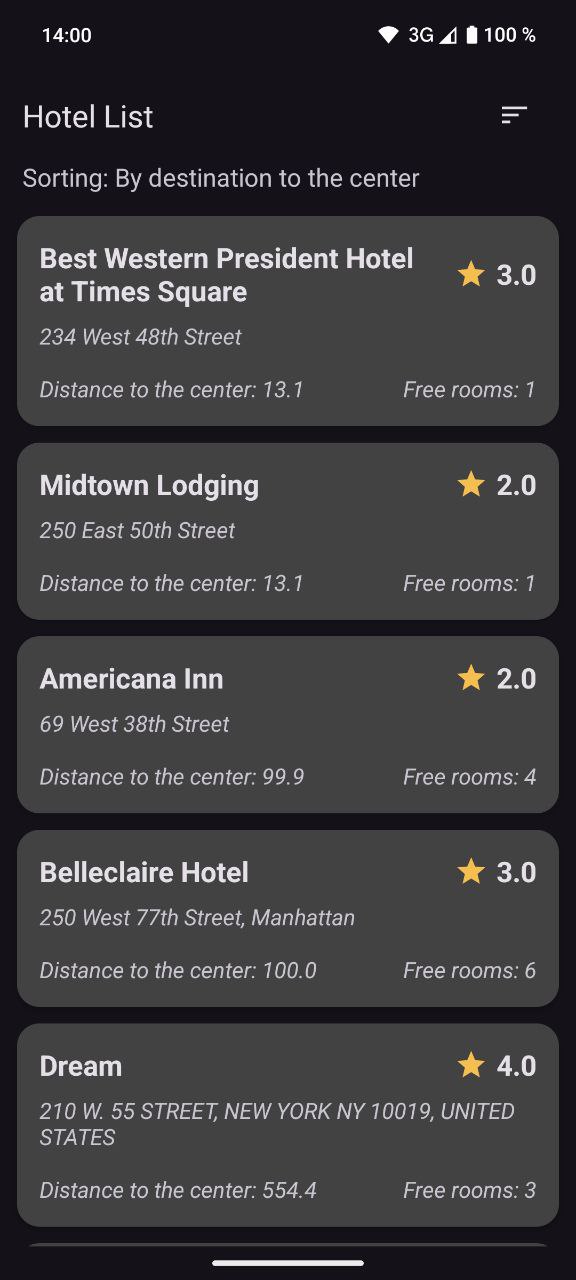 14:00 3G 100 %
Hotel List
Sorting: By destination to the center
Best Western President Hotel
at Times Square
3.0
234 West 48th Street
Distance to the center: 13.1 Free rooms: 1
Midtown Lodging 2.0
250 East 50th Street
Distance to the center: 13.1 Free rooms: 1
Americana Inn 2.0
69 West 38th Street
Distance to the center: 99.9 Free rooms: 4
Belleclaire Hotel 3.0
250 West 77th Street, Manhattan
Distance to the center: 100.0 Free rooms: 6
Dream 4.0
210 W. 55 STREET, NEW YORK NY 10019, UNITED
STATES
Distance to the center: 554.4 Free rooms: 3